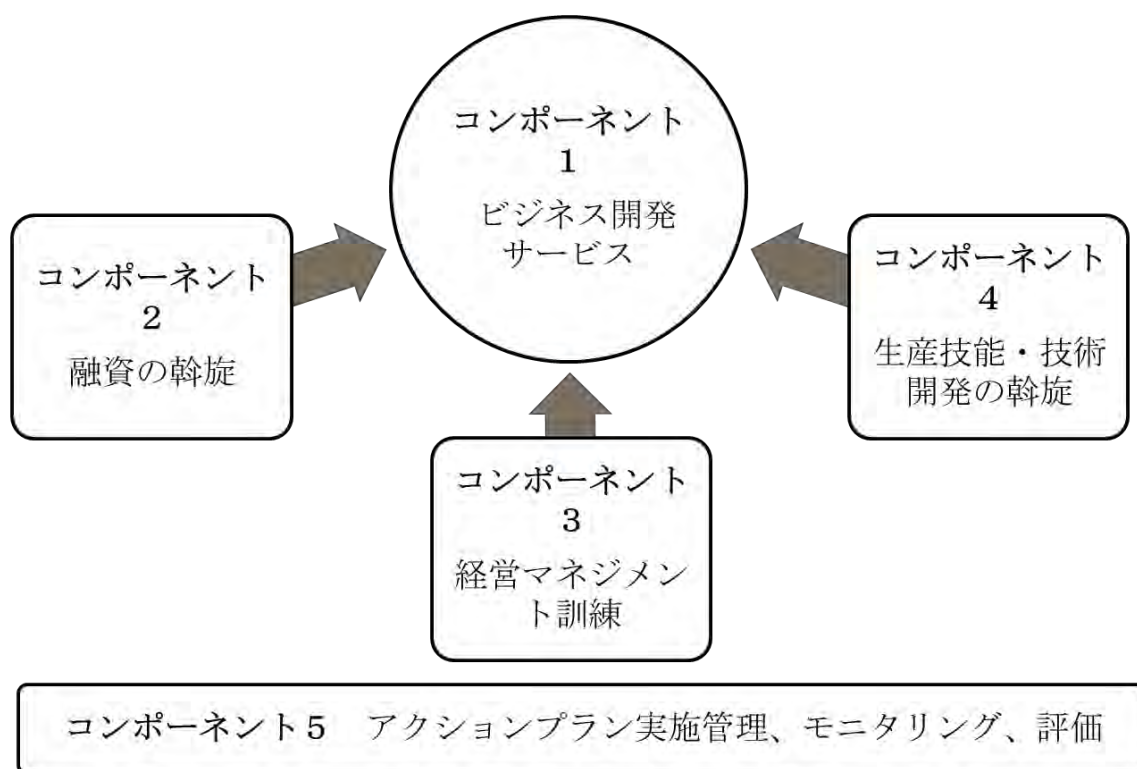 コンポーネント
1
ビジネス開発
サービス
コンポーネント
2
融資の斡旋
コンポーネント
3
経営マネジメン
ト訓練
コンポーネント
4
生産技能・技術
開発の斡旋
コンポーネント5　アクションプラン実施管理、モニタリング、評価